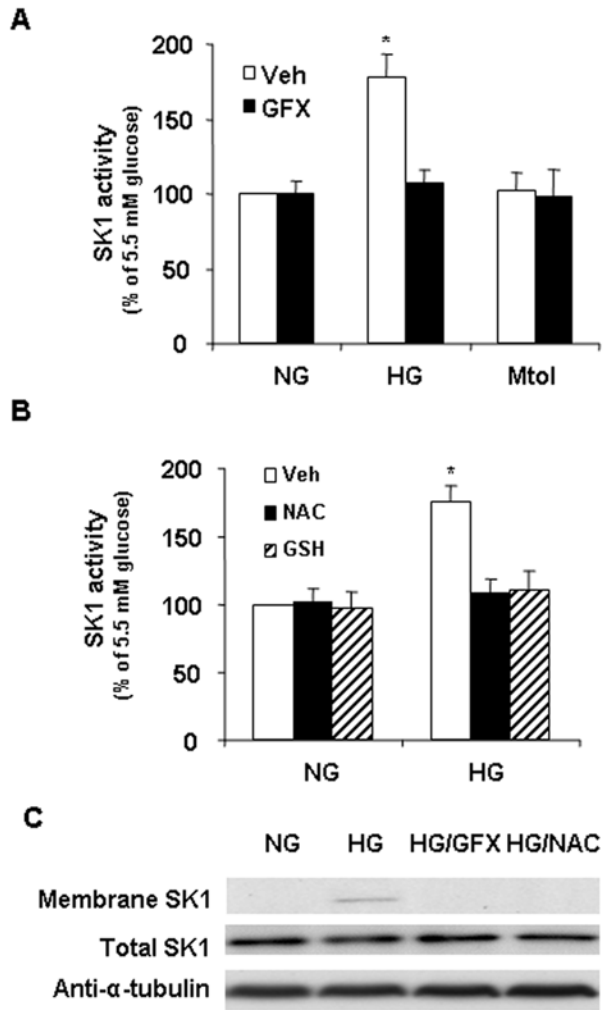 A
SK1 activity
(% of 5.5 mM glucose)
200
150
100
50
0
*
Veh
GFX
NG HG Mtol
B
SK1 activity
(% of 5.5 mM glucose)
200
150
100
50
0
*
Veh
NAC
GSH
NG HG
C
NG HG HG/GFX HG/NAC
Membrane SK1
Total SK1
Anti-α-tubulin